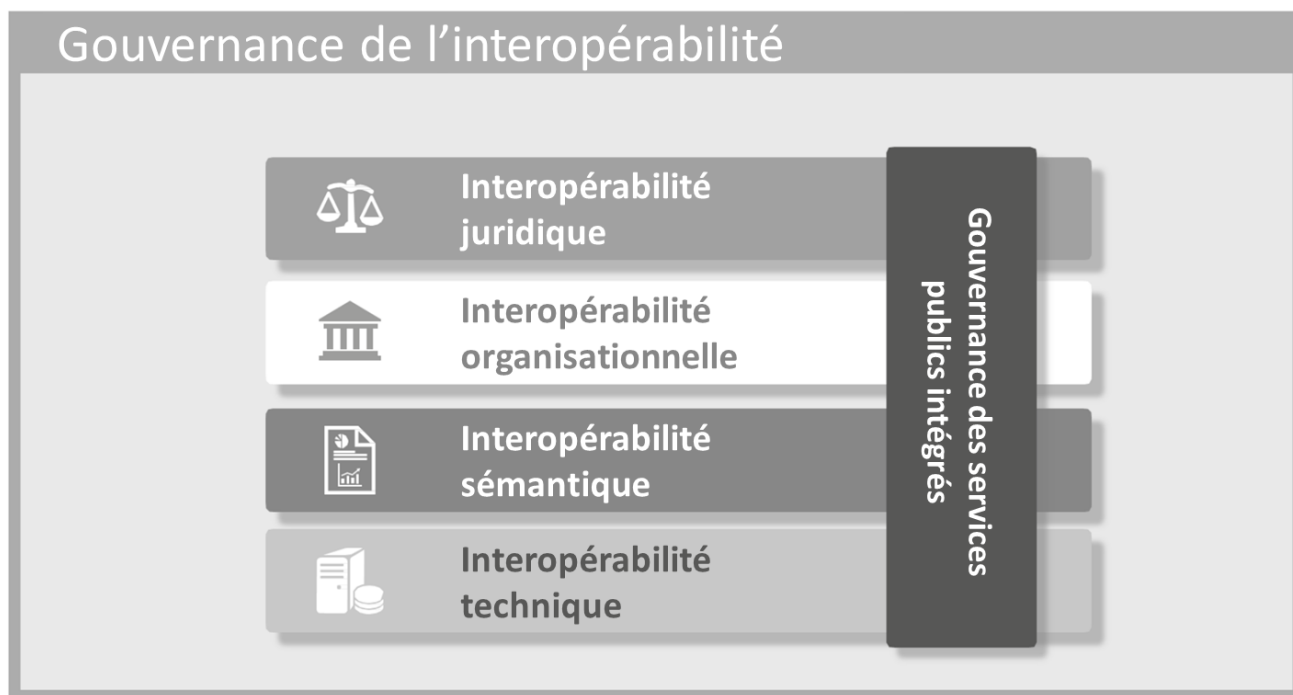 Gouvernance de l’interopérabilité
Interopérabilité
juridique
Interopérabilité
organisationnelle
Interopérabilité
sémantique
Interopérabilité
technique
Gouvernance des services
publics intégrés